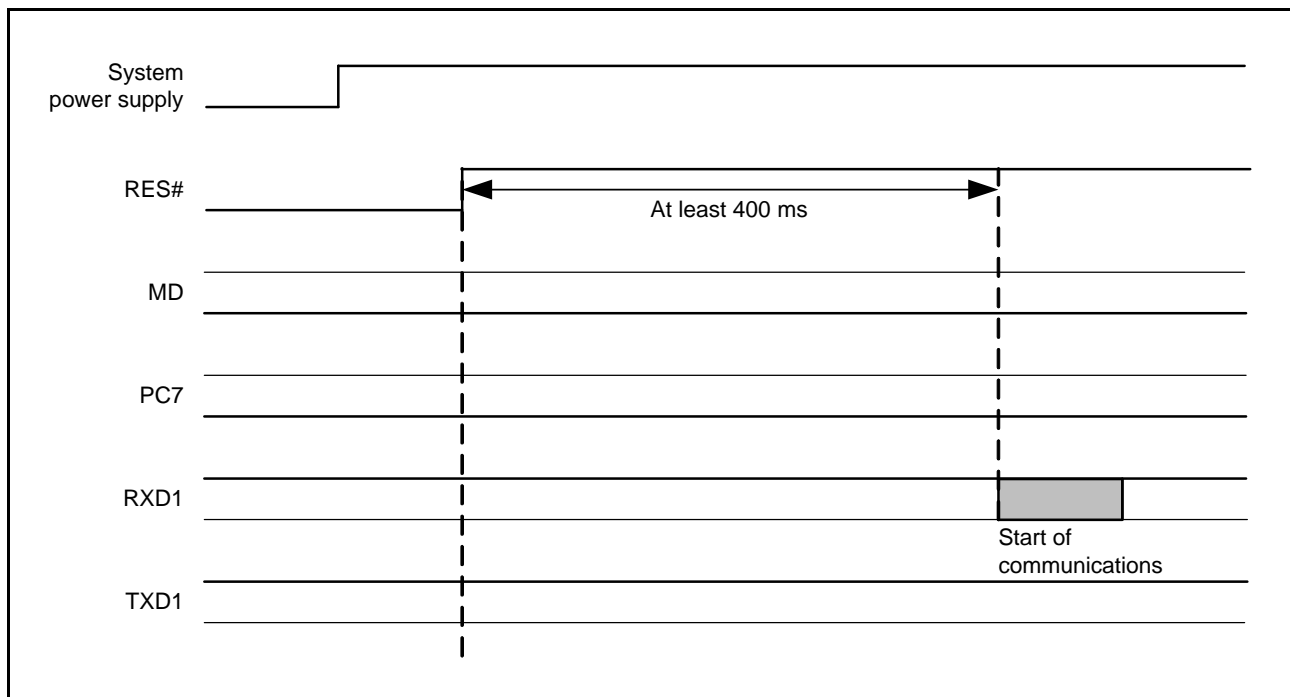 System
power supply
RES#
At least 400 ms
MD
PC7
RXD1
Start of
communications
TXD1